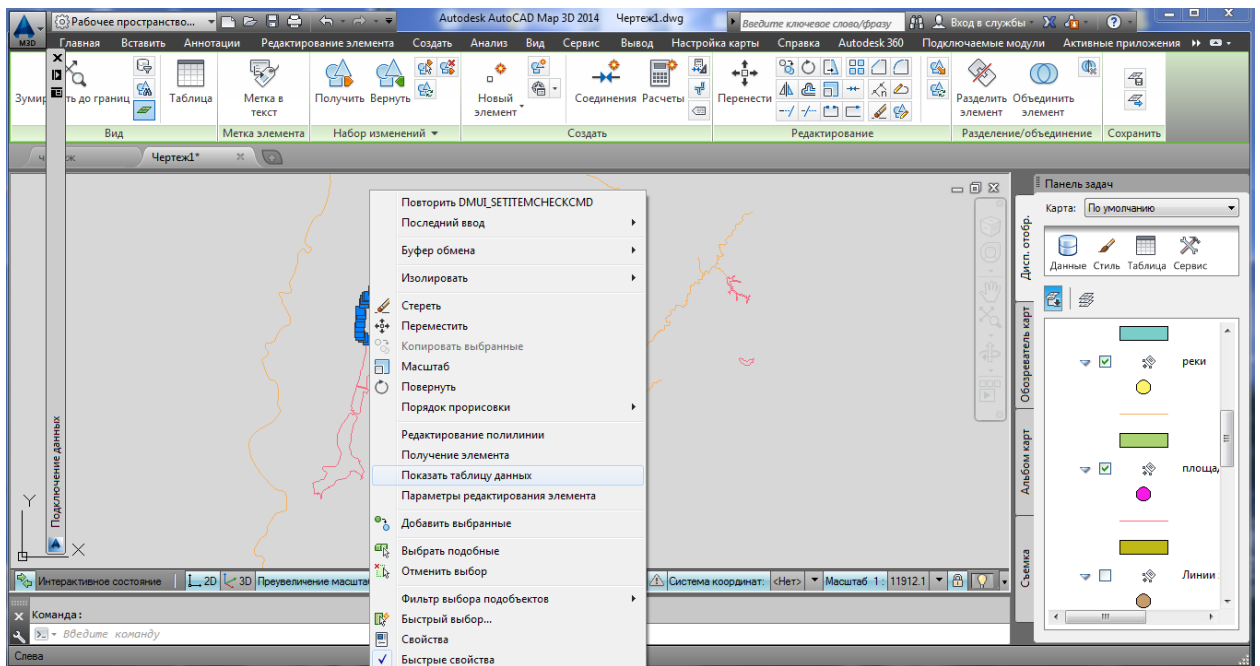 Рабочее пространство...
Autodesk AutoCAD Map 3D 2014 Чертеж1.dwg
Введите ключевое слово/фразу
Вход в службы
M3D
Главная Вставить Аннотации Редактирование элемента Создать Анализ Вид Сервис Вывод Настройка карты Справка Autodesk 360 Подключаемые модули Активные приложения
Зумир
ть до границ
Таблица
Метка в текст
Получить Вернуть
Новый элемент
Соединения Расчеты
Перенести
Разделить элемент
Объединить элемент
Вид Метка элемента Набор изменений Создать Редактирование Разделение/объединение Сохранить
Чертеж1*
Повторить DMUI_SETITEMCHECKCMD
Последний ввод
Буфер обмена
Изолировать
Стереть
Переместить
Копировать выбранные
Масштаб
Повернуть
Порядок прорисовки
Редактирование полилинии
Получение элемента
Показать таблицу данных
Параметры редактирования элемента
Добавить выбранные
Выбрать подобные
Отменить выбор
Фильтр выбора подобъектов
Быстрый выбор...
Свойства
Быстрые свойства
Подключение данных
Y
X
Панель задач
Карта: По умолчанию
Данные Стиль Таблица Сервис
Дисп. отобр.
Обозреватель карт
Альбом карт
Съемка
реки
площа
Линии
Интерактивное состояние 2D 3D Преувеличение масшта
Система координат: <Нет> Масштаб 1 : 11912.1
Команда:
Введите команду
Слева